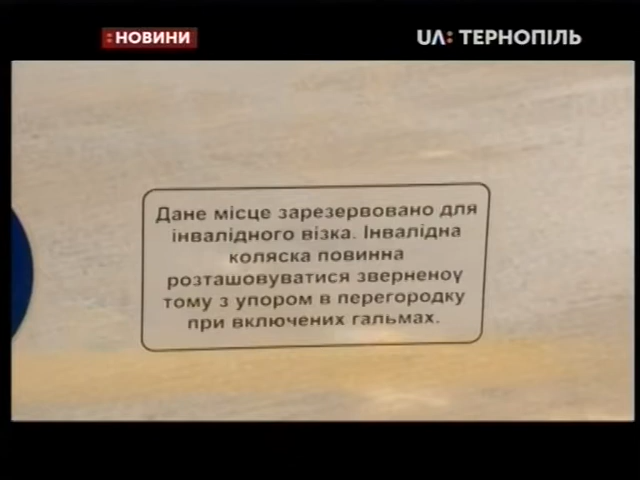 :НОВИНИ
UA: ТЕРНОПІЛЬ
Дане місце зарезервовано для
інвалідного візка. Інвалідна
коляска повинна
розташовуватися звернено​у
тому з упором в перегородку
при включених гальмах.